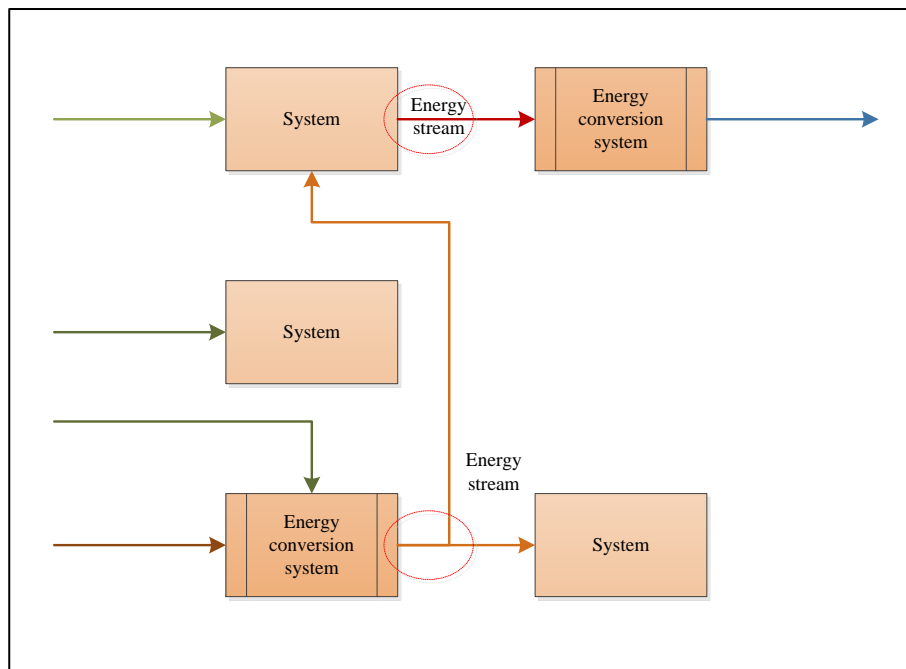 System
Energy
stream
Energy
conversion
system
System
Energy
stream
Energy
conversion
system
System